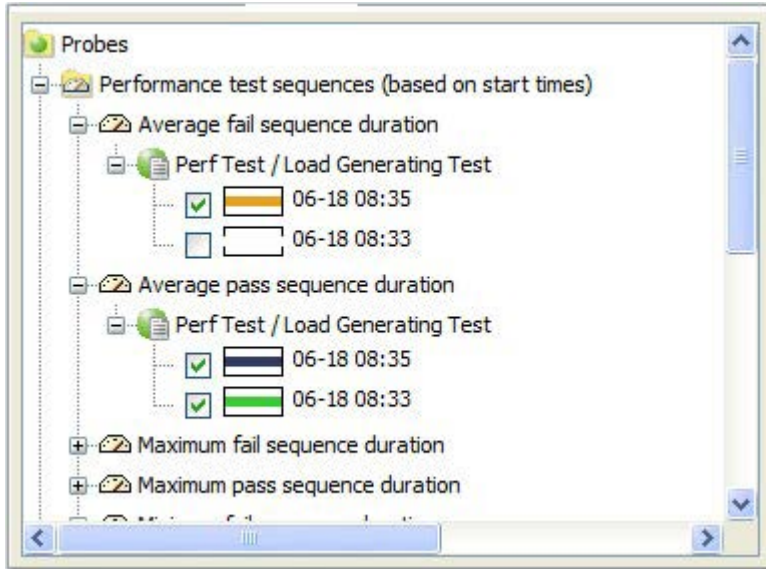 Probes
Performance test sequences (based on start times)
Average fail sequence duration
Perf Test / Load Generating Test
06-18 08:35
06-18 08:33
Average pass sequence duration
Perf Test / Load Generating Test
06-18 08:35
06-18 08:33
Maximum fail sequence duration
Maximum pass sequence duration